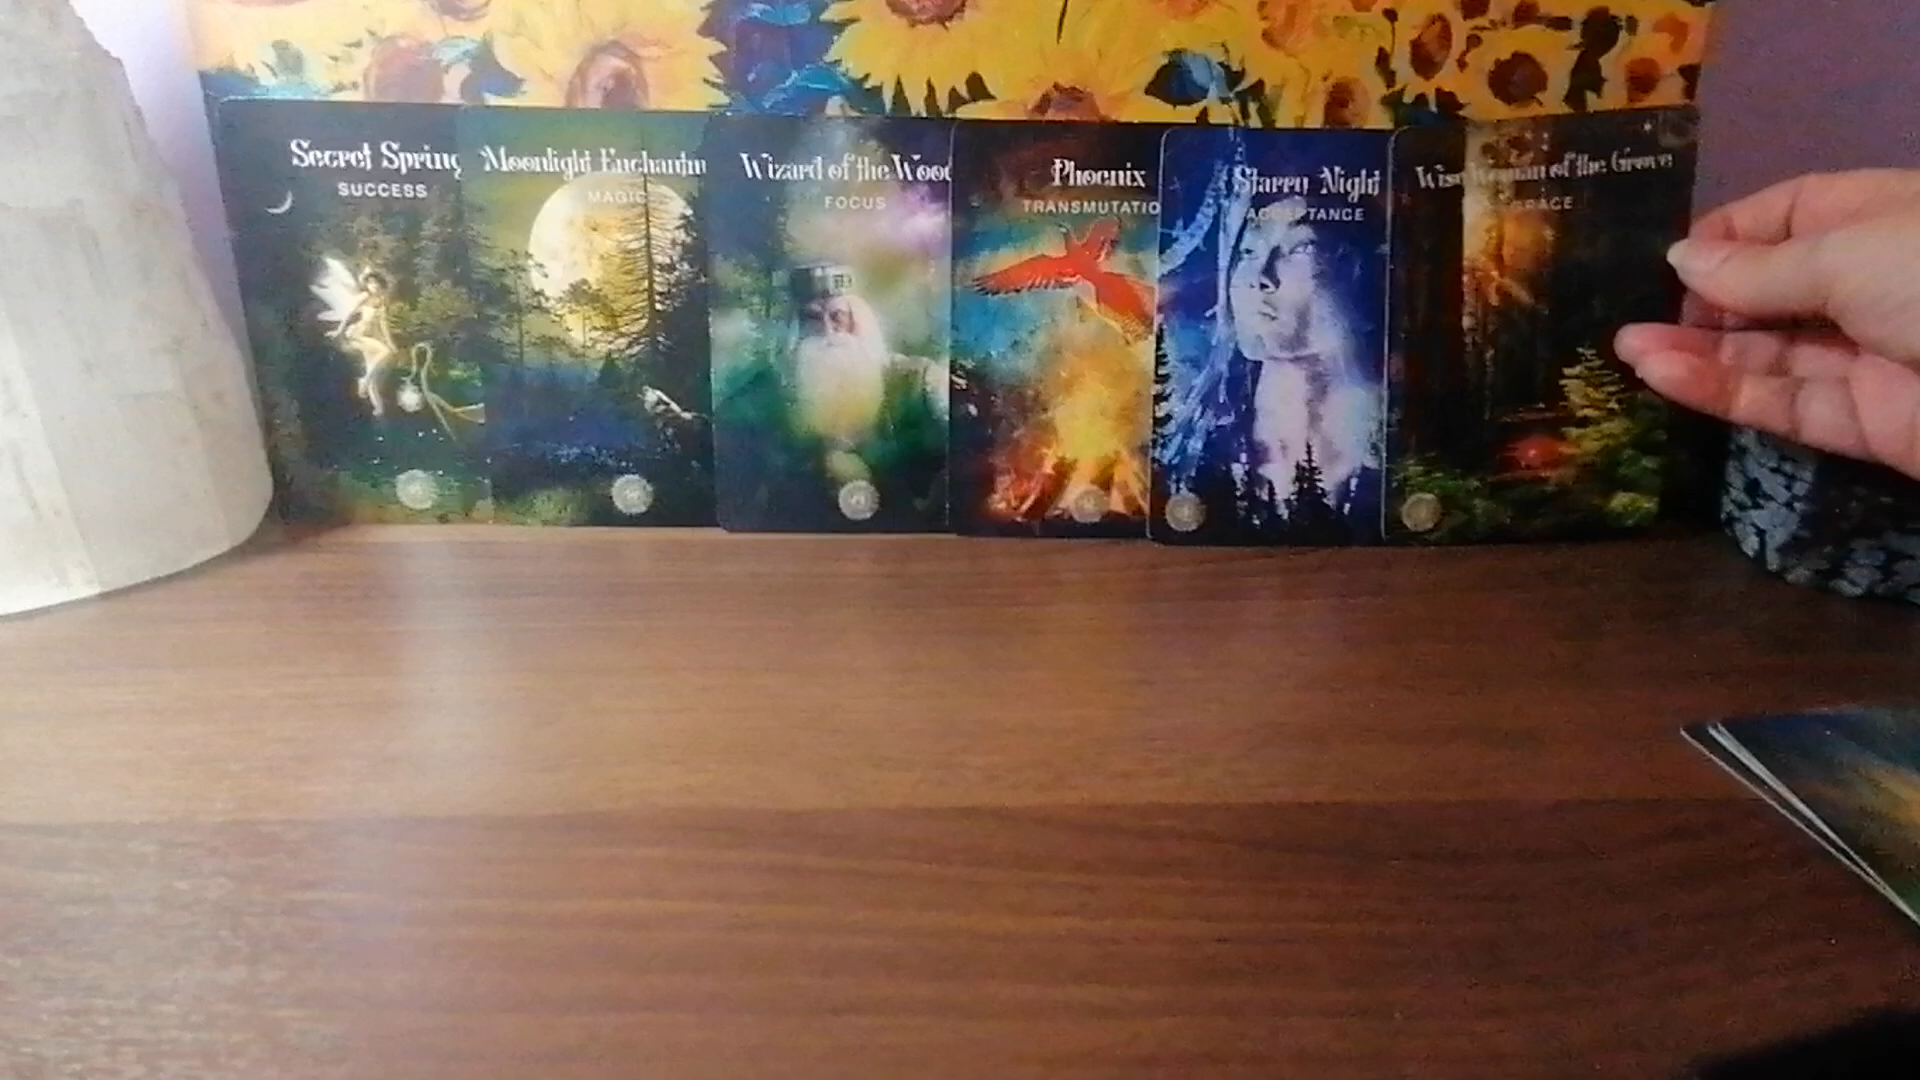 Secret Spring
SUCCESS
Moonlight Enchantm
MAGIC
Wizard of the Wood
FOCUS
Phoenix
TRANSMUTATIO
Starry Night
ACCEPTANCE
Wise Woman of the Grove
GRACE